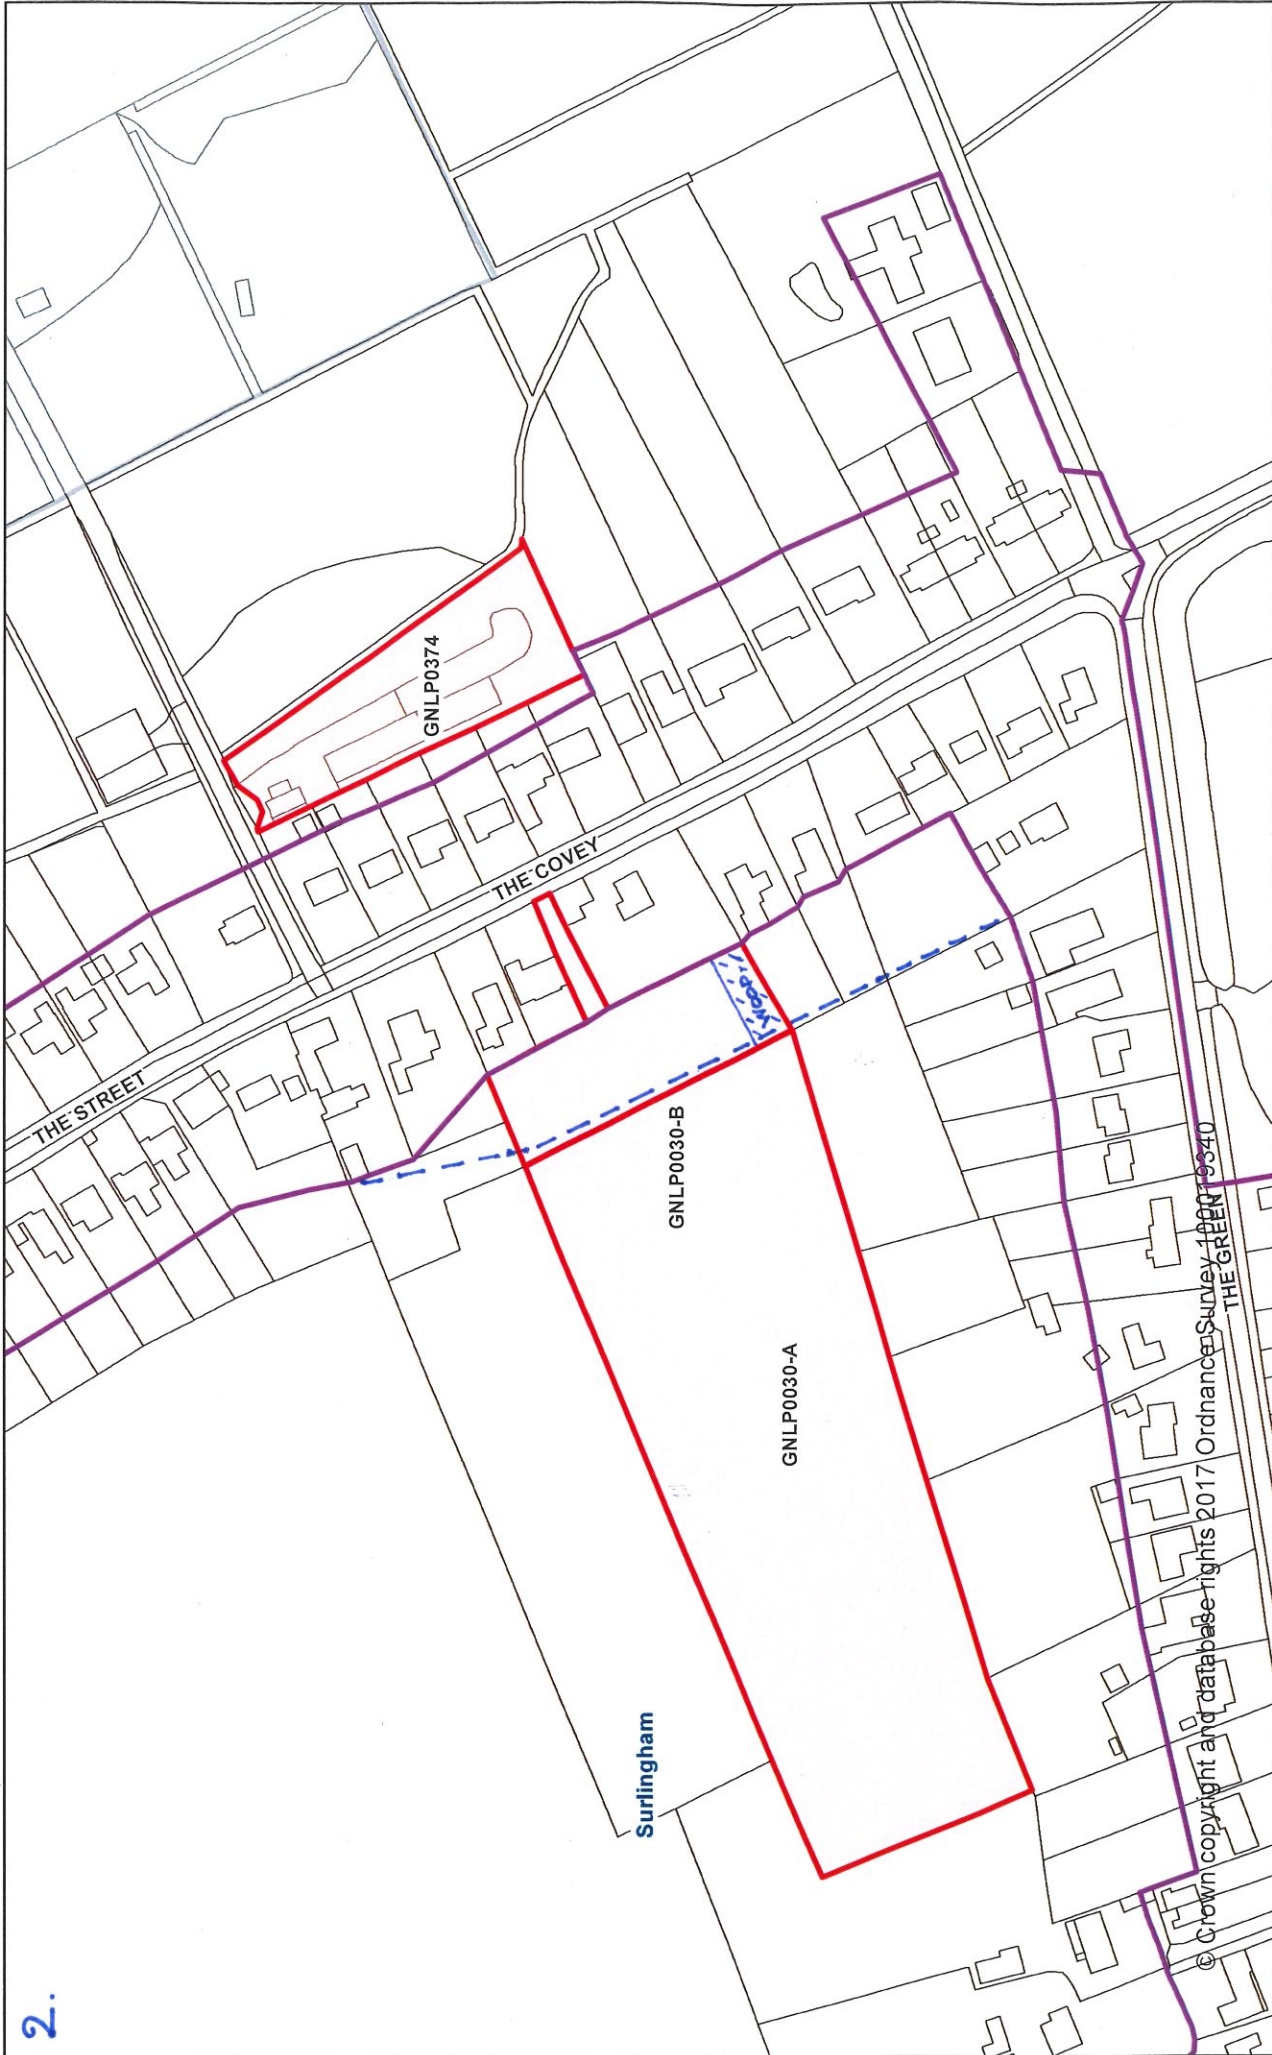 2.
THE STREET
THE COVEY
GNLP0374
WOODY
GNLP0030-B
GNLP0030-A
Surlingham
THE GREEN
© Crown copyright and database rights 2017 Ordnance Survey 100019340